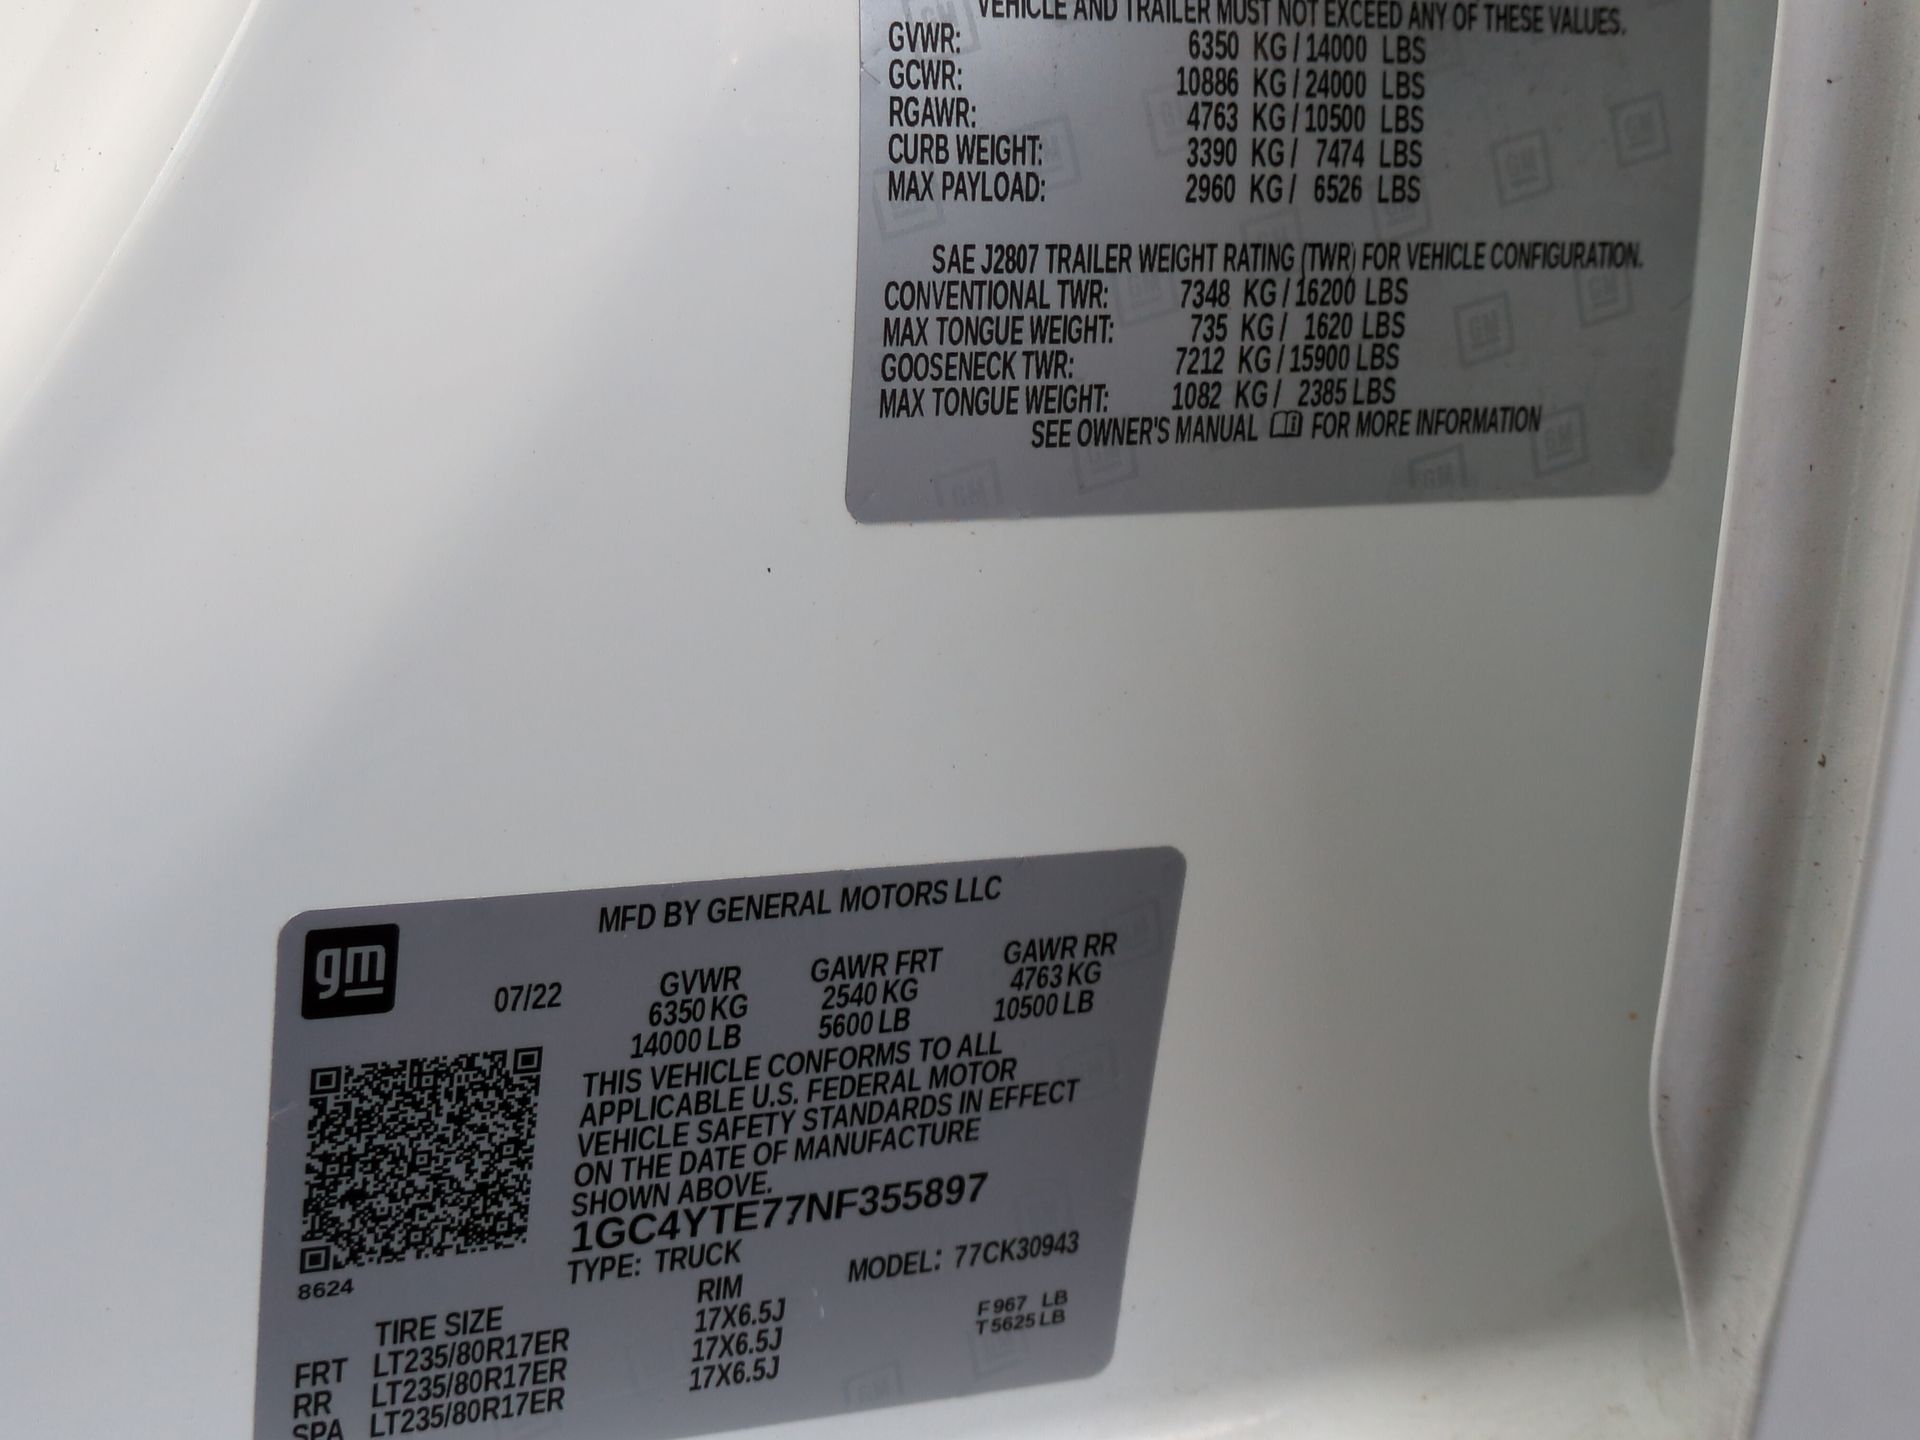 VEHICLE AND TRAILER MUST NOT EXCEED ANY OF THESE VALUES.
GVWR: 6350 KG / 14000 LBS
GCWR: 10886 KG / 24000 LBS
RGAWR: 4763 KG / 10500 LBS
CURB WEIGHT: 3390 KG / 7474 LBS
MAX PAYLOAD: 2960 KG / 6526 LBS
SAE J2807 TRAILER WEIGHT RATING (TWR) FOR VEHICLE CONFIGURATION.
CONVENTIONAL TWR: 7348 KG / 16200 LBS
MAX TONGUE WEIGHT: 735 KG / 1620 LBS
GOOSENECK TWR: 7212 KG / 15900 LBS
MAX TONGUE WEIGHT: 1082 KG / 2385 LBS
SEE OWNER'S MANUAL FOR MORE INFORMATION
MFD BY GENERAL MOTORS LLC
gm
07/22
GVWR GAWR FRT GAWR RR
6350 KG 2540 KG 4763 KG
14000 LB 5600 LB 10500 LB
THIS VEHICLE CONFORMS TO ALL
APPLICABLE U.S. FEDERAL MOTOR
VEHICLE SAFETY STANDARDS IN EFFECT
ON THE DATE OF MANUFACTURE
SHOWN ABOVE.
1GC4YTE77NF355897
TYPE: TRUCK MODEL: 77CK30943
8624
TIRE SIZE RIM
FRT LT235/80R17ER 17X6.5J F 967 LB
RR LT235/80R17ER 17X6.5J T 5625 LB
SPA LT235/80R17ER 17X6.5J